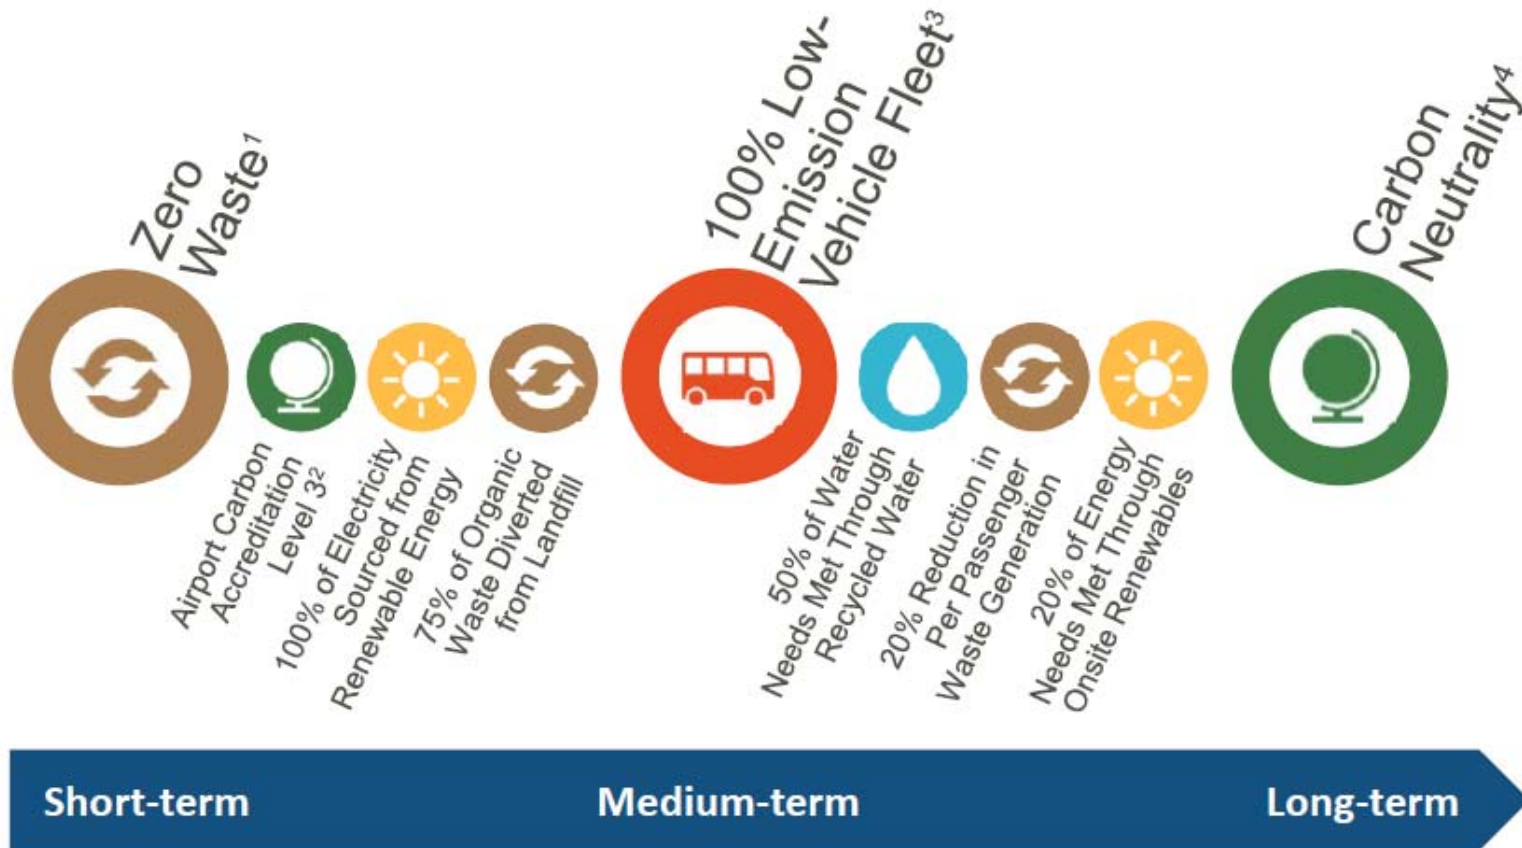 Zero
Waste¹
Airport Carbon
Accreditation
Level 3²
100% of Electricity
Sourced from
Renewable Energy
75% of Organic
Waste Diverted
from Landfill
100% Low-
Emission
Vehicle Fleet³
50% of Water
Needs Met Through
Recycled Water
20% Reduction in
Per Passenger
Waste Generation
20% of Energy
Needs Met Through
Onsite Renewables
Carbon
Neutrality⁴
Short-term
Medium-term
Long-term